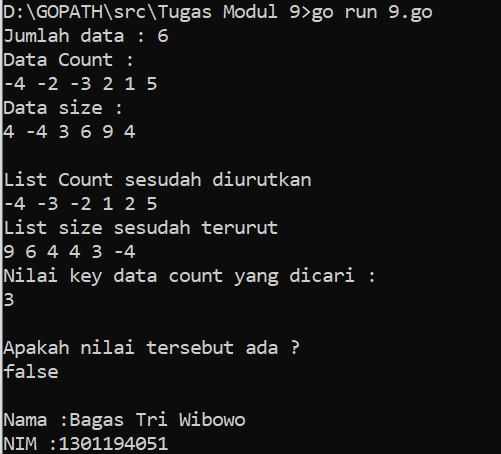 D:\GOPATH\src\Tugas Modul 9>go run 9.go
Jumlah data : 6
Data Count :
-4 -2 -3 2 1 5
Data size :
4 -4 3 6 9 4
List Count sesudah diurutkan
-4 -3 -2 1 2 5
List size sesudah terurut
9 6 4 4 3 -4
Nilai key data count yang dicari :
3
Apakah nilai tersebut ada ?
false
Nama :Bagas Tri Wibowo
NIM :1301194051